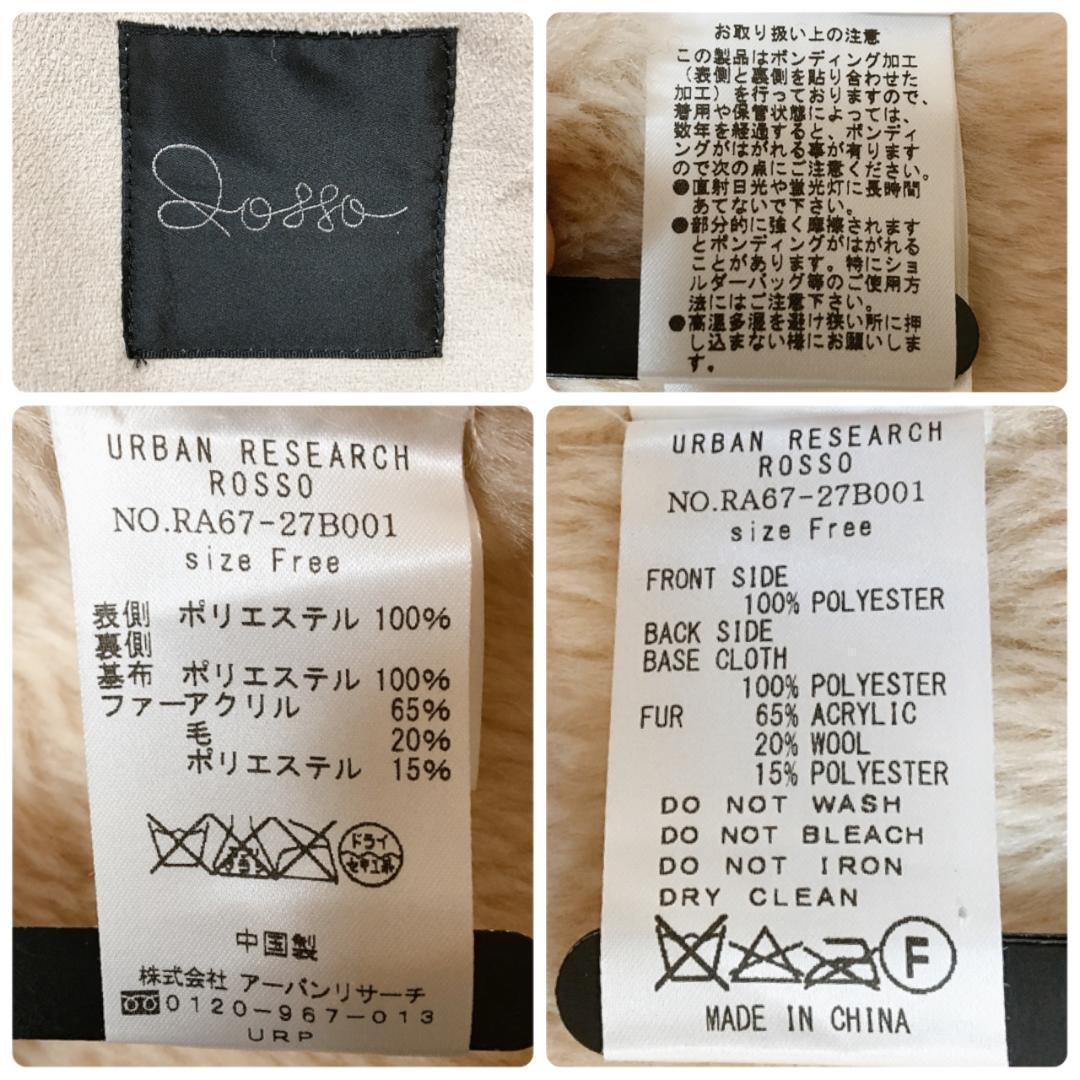 Rosso
お取り扱い上の注意
この製品はボンディング加工
(表側と裏側を貼り合わせた
加工)を行っておりますので、
着用や保管状態によっては、
数年を経過すると、ボンディ
ングがはがれる事が有ります
ので次の点にご注意ください。
●直射日光や蛍光灯に長時間
あてないで下さい。
●部分的に強く摩擦されます
とボンディングがはがれる
ことがあります。特にショ
ルダーバッグ等のご使用方
法にはご注意下さい。
●高温多湿を避け狭い所に押
し込まない様にお願いしま
す。
URBAN RESEARCH
ROSSO
NO.RA67-27B001
size Free
表側 ポリエステル 100%
裏側
基布 ポリエステル 100%
ファーアクリル 65%
毛 20%
ポリエステル 15%
ドライ
セキユ系
中国製
株式会社 アーバンリサーチ
0120-967-013
URP
URBAN RESEARCH
ROSSO
NO.RA67-27B001
size Free
FRONT SIDE
100% POLYESTER
BACK SIDE
BASE CLOTH
100% POLYESTER
FUR 65% ACRYLIC
20% WOOL
15% POLYESTER
DO NOT WASH
DO NOT BLEACH
DO NOT IRON
DRY CLEAN
F
MADE IN CHINA